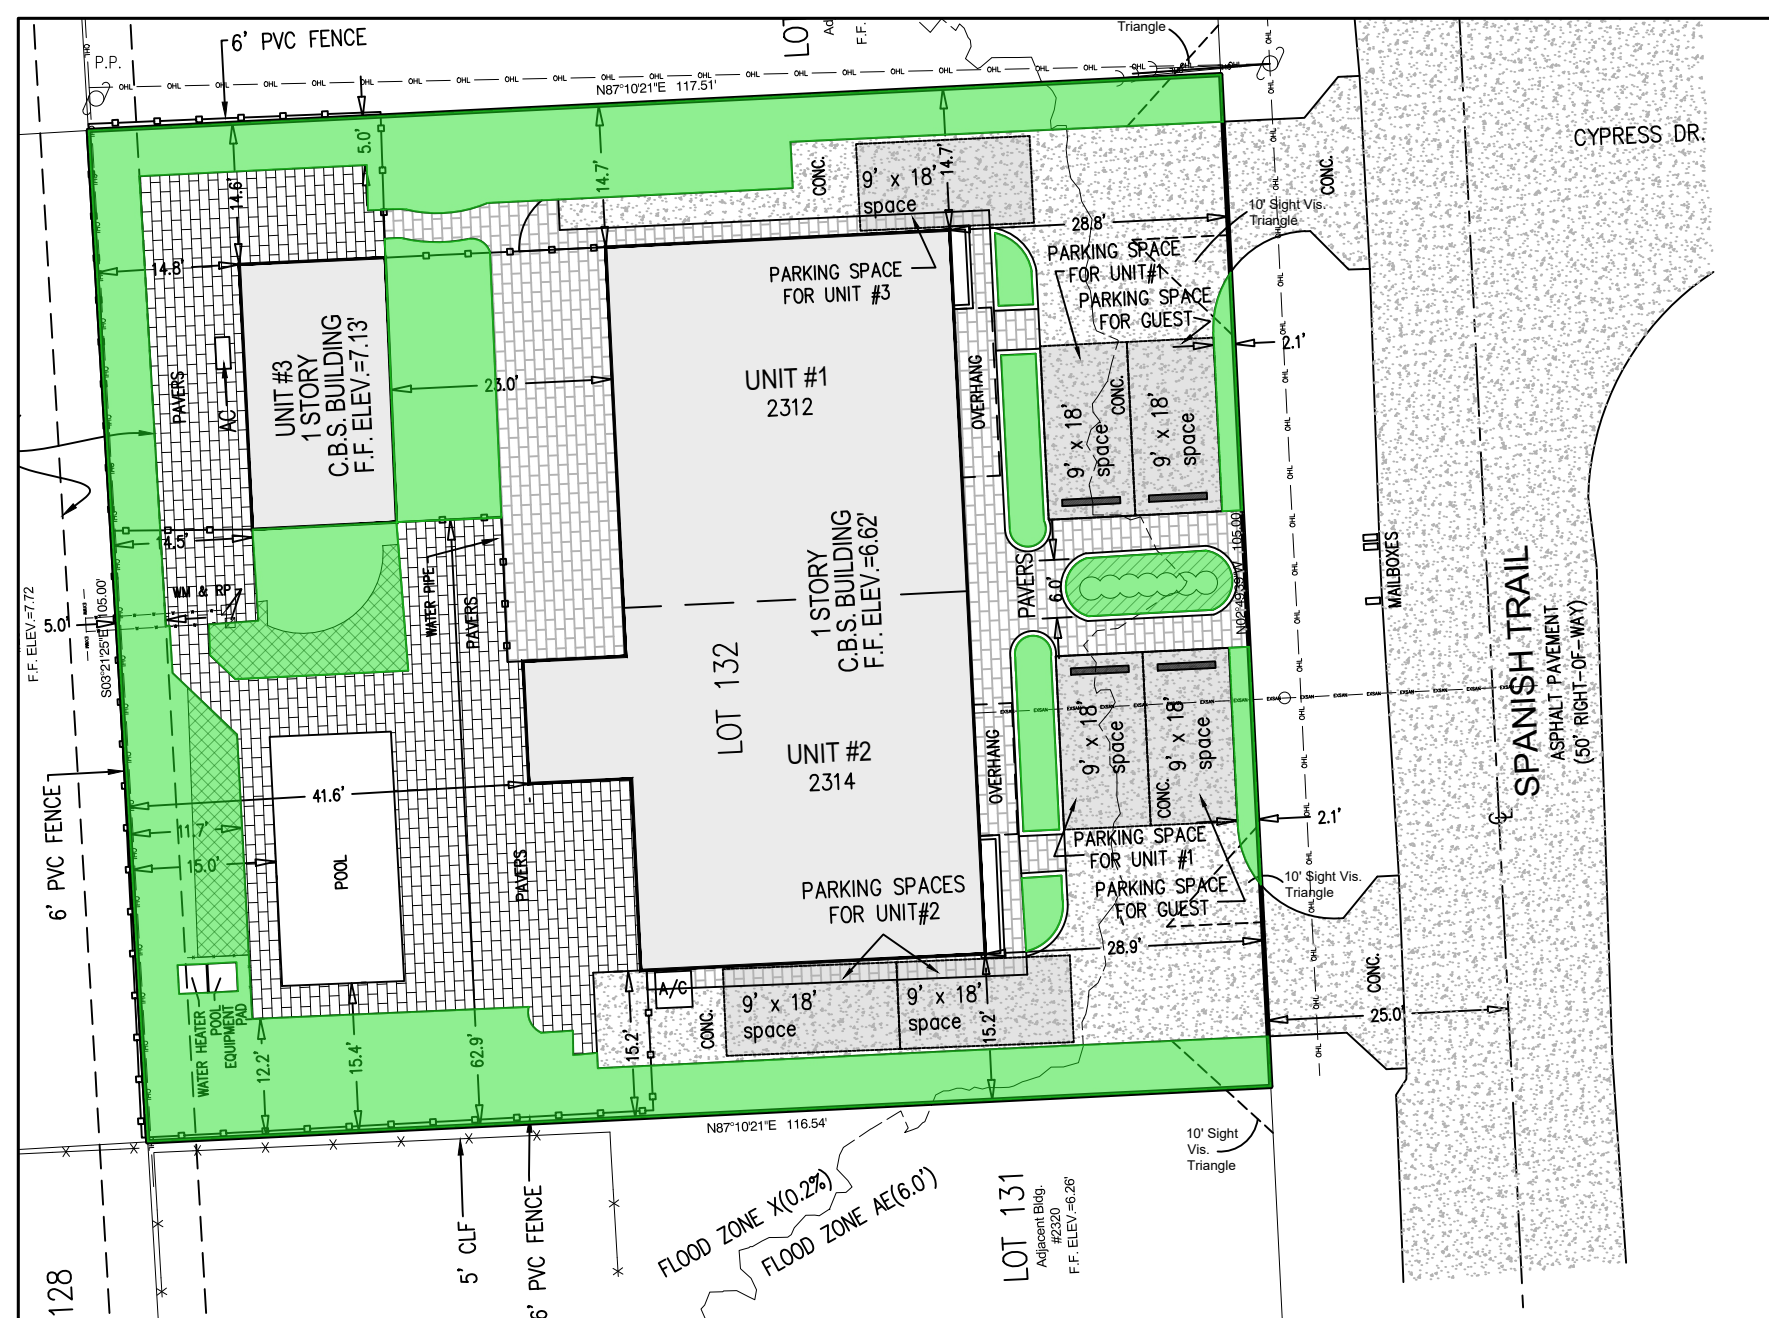 6' PVC FENCE
P.P.
LOT
Ad
F.F.
Triangle
OHL
N87°10'21"E 117.51'
CYPRESS DR.
5.0'
14.6'
14.7'
CONC.
9' x 18'
space
14.7'
CONC.
10' Sight Vis.
Triangle
28.8'
14.8'
PARKING SPACE
FOR UNIT #3
PARKING SPACE
FOR UNIT#1
PARKING SPACE
FOR GUEST
2.1'
UNIT #3
1 STORY
C.B.S. BUILDING
F.F. ELEV.=7.13'
PAVERS
AC
23.0'
UNIT #1
2312
OVERHANG
9' x 18'
space
CONC.
9' x 18'
space
14.5'
WATER PIPE
PAVERS
1 STORY
C.B.S. BUILDING
F.F. ELEV.=6.62'
PAVERS
6.0'
N02°49'39"W 105.00'
MAILBOXES
WM & RP
F.F. ELEV.=7.72
5.0'
S03°21'25"E 105.00'
LOT 132
SPANISH TRAIL
ASPHALT PAVEMENT
(50' RIGHT-OF-WAY)
EXSAN
6' PVC FENCE
41.6'
11.7'
15.0'
POOL
UNIT #2
2314
OVERHANG
9' x 18'
space
CONC.
9' x 18'
space
2.1'
PARKING SPACE
FOR UNIT #1
PARKING SPACE
FOR GUEST
10' Sight Vis.
Triangle
PAVERS
PARKING SPACES
FOR UNIT#2
28.9'
WATER HEATER
POOL
EQUIPMENT
PAD
A/C
CONC.
9' x 18'
space
9' x 18'
space
CONC.
25.0'
12.2'
15.4'
62.9'
15.2'
15.2'
N87°10'21"E 116.54'
10' Sight
Vis.
Triangle
5' CLF
6' PVC FENCE
FLOOD ZONE X(0.2%)
FLOOD ZONE AE(6.0')
LOT 131
Adjacent Bldg.
#2320
F.F. ELEV.=6.26'
128